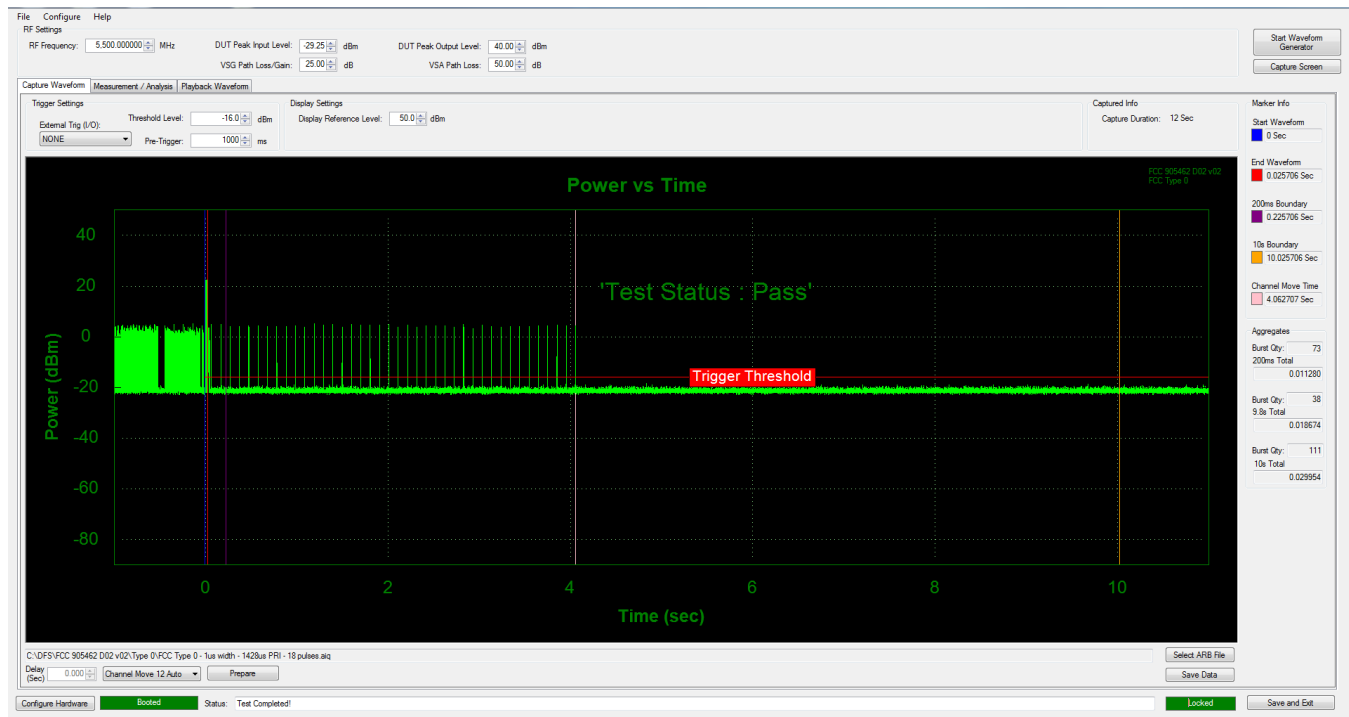 File Configure Help
RF Settings
RF Frequency: 5,500.000000 MHz DUT Peak Input Level: -29.25 dBm DUT Peak Output Level: 40.00 dBm
VSG Path Loss/Gain: 25.00 dB VSA Path Loss: 50.00 dB
Start Waveform Generator
Capture Screen
Capture Waveform Measurement / Analysis Playback Waveform
Trigger Settings
External Trig (I/O):
NONE
Threshold Level: -16.0 dBm
Pre-Trigger: 1000 ms
Display Settings
Display Reference Level: 50.0 dBm
Captured Info
Capture Duration: 12 Sec
Marker Info
Start Waveform
0 Sec
End Waveform
0.025706 Sec
200ms Boundary
0.225706 Sec
10s Boundary
10.025706 Sec
Channel Move Time
4.062707 Sec
Aggregates
Burst Qty: 73
200ms Total
0.011280
Burst Qty: 38
9.8s Total
0.018674
Burst Qty: 111
10s Total
0.029954
Power vs Time
FCC 905462 D02 v02
FCC Type 0
'Test Status : Pass'
Trigger Threshold
Power (dBm)
40
20
0
-20
-40
-60
-80
0 2 4 6 8 10
Time (sec)
C:\DFS\FCC 905462 D02 v02\Type 0\FCC Type 0 - 1us width - 1428us PRI - 18 pulses.aiq
Select ARB File
Delay (Sec) 0.000 Channel Move 12 Auto Prepare
Save Data
Configure Hardware Booted Status: Test Completed! Locked Save and Exit